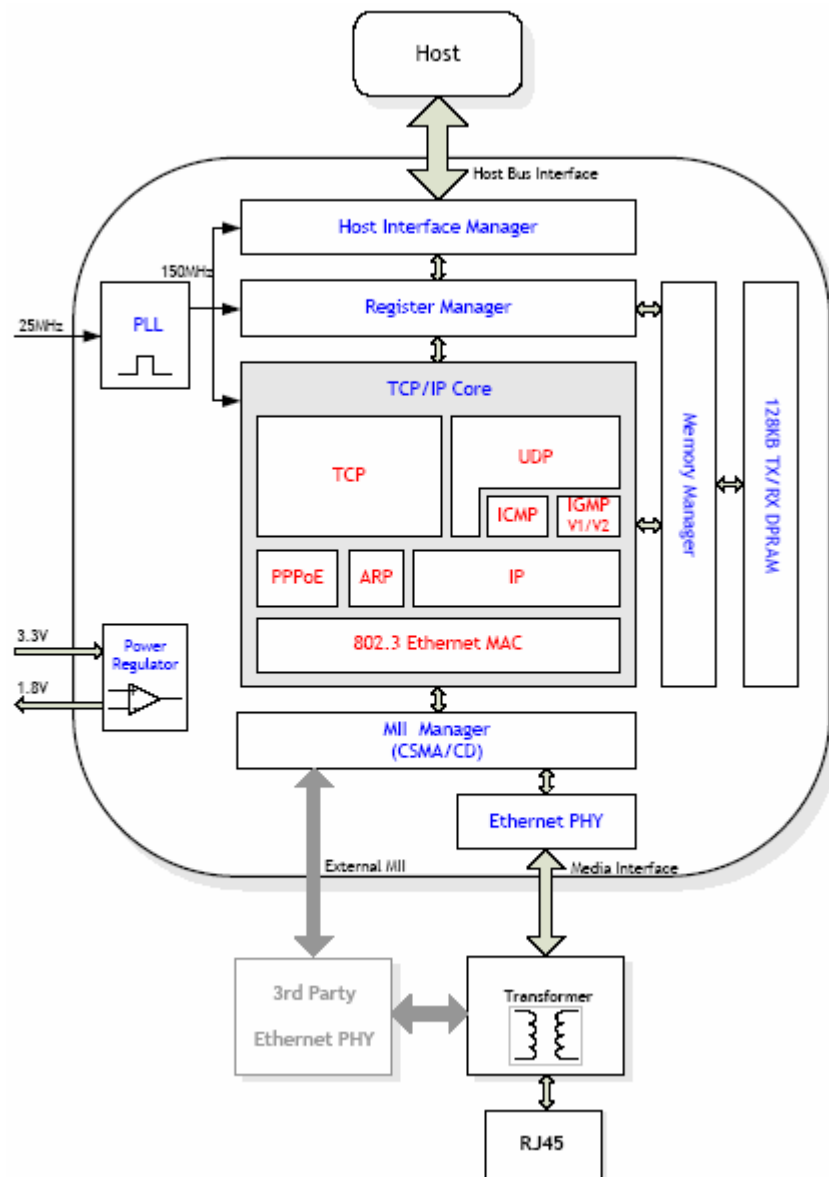 Host
Host Bus Interface
Host Interface Manager
150MHz
Register Manager
25MHz
PLL
TCP/IP Core
TCP
UDP
ICMP
IGMP
V1/V2
PPPoE
ARP
IP
802.3 Ethernet MAC
Memory Manager
128KB TX/RX DPRAM
3.3V
1.8V
Power
Regulator
MII Manager
(CSMA/CD)
Ethernet PHY
External MII
Media Interface
3rd Party
Ethernet PHY
Transformer
RJ45